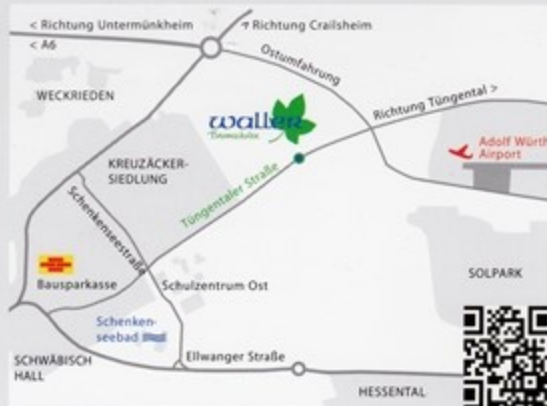 < Richtung Untermünkheim
Richtung Crailsheim
< A6
Ostumfahrung
WECKRIEDEN
Richtung Tüngental >
waller
Adolf Würth
Airport
KREUZÄCKER-
SIEDLUNG
Tüngentaler Straße
Schenkenseestraße
SOLPARK
Bausparkasse
Schulzentrum Ost
Schenken-
seebad
Ellwanger Straße
SCHWÄBISCH
HALL
HESSENTAL